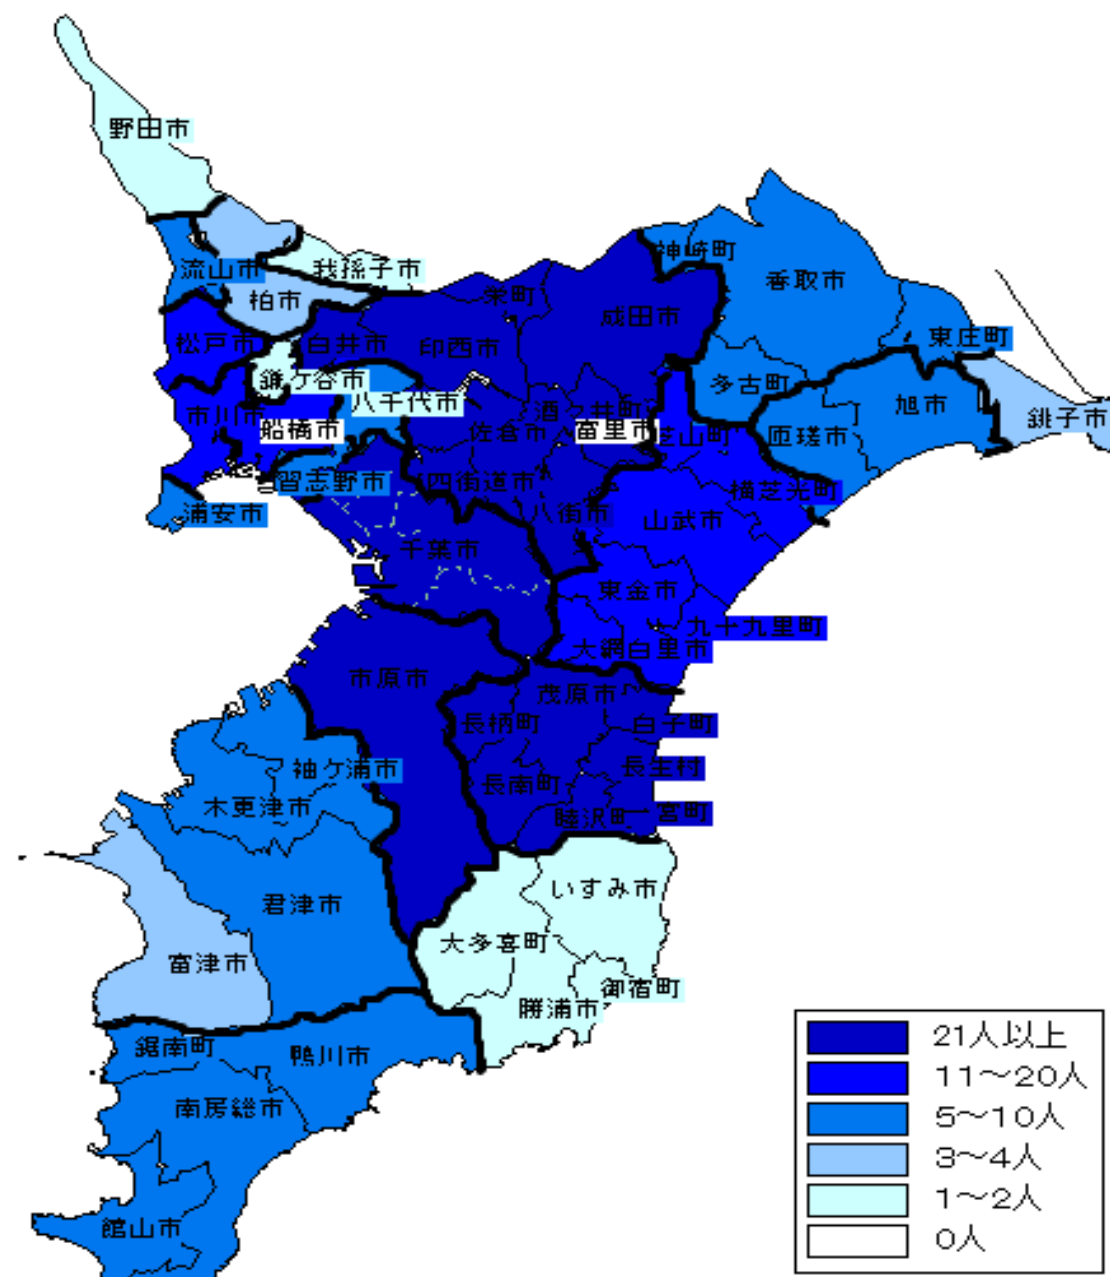 野田市
流山市
我孫子市
柏市
神崎町
香取市
栄町
成田市
松戸市
白井市
印西市
東庄町
鎌ケ谷市
多古町
八千代市
酒々井町
旭市
銚子市
市川市
船橋市
佐倉市
富里市
芝山町
匝瑳市
習志野市
四街道市
横芝光町
浦安市
八街市
山武市
千葉市
東金市
九十九里町
大網白里市
市原市
茂原市
長柄町
白子町
袖ケ浦市
長南町
長生村
木更津市
睦沢町
一宮町
いすみ市
君津市
大多喜町
富津市
御宿町
勝浦市
鋸南町
鴨川市
南房総市
館山市
21人以上
11～20人
5～10人
3～4人
1～2人
0人